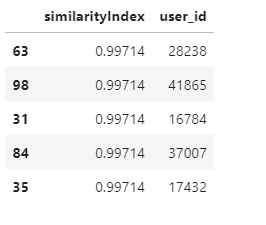 similarityIndex user_id
63 0.99714 28238
98 0.99714 41865
31 0.99714 16784
84 0.99714 37007
35 0.99714 17432